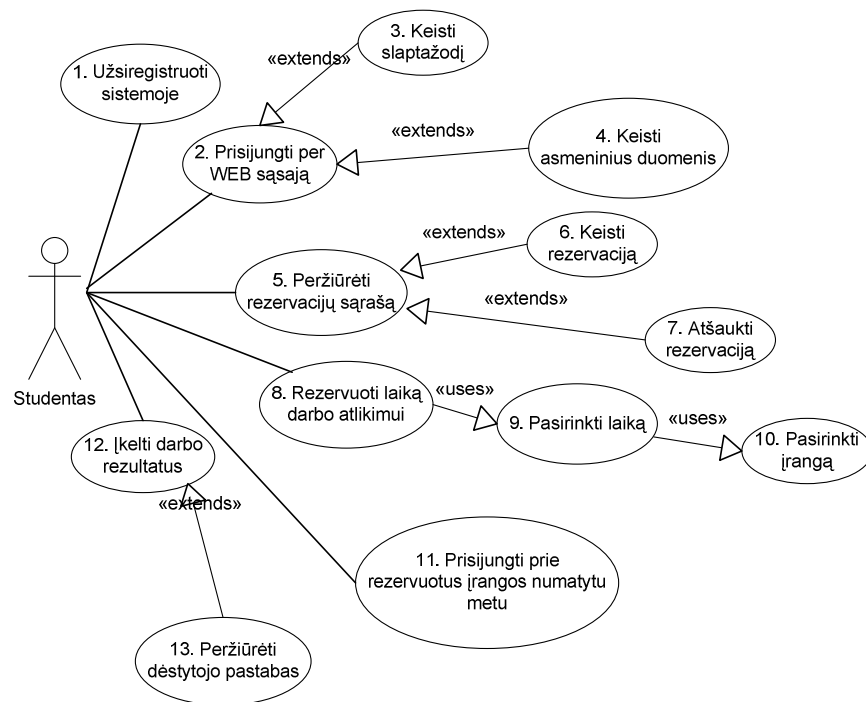 3. Keisti
slaptažodį
«extends»
1. Užsiregistruoti
sistemoje
«extends»
4. Keisti
asmeninius duomenis
2. Prisijungti per
WEB sąsają
«extends»
6. Keisti
rezervaciją
5. Peržiūrėti
rezervacijų sąrašą
«extends»
7. Atšaukti
rezervaciją
Studentas
8. Rezervuoti laiką
darbo atlikimui
«uses»
9. Pasirinkti laiką
«uses»
10. Pasirinkti
įrangą
12. Įkelti darbo
rezultatus
«extends»
11. Prisijungti prie
rezervuotus įrangos numatytu
metu
13. Peržiūrėti
dėstytojo pastabas